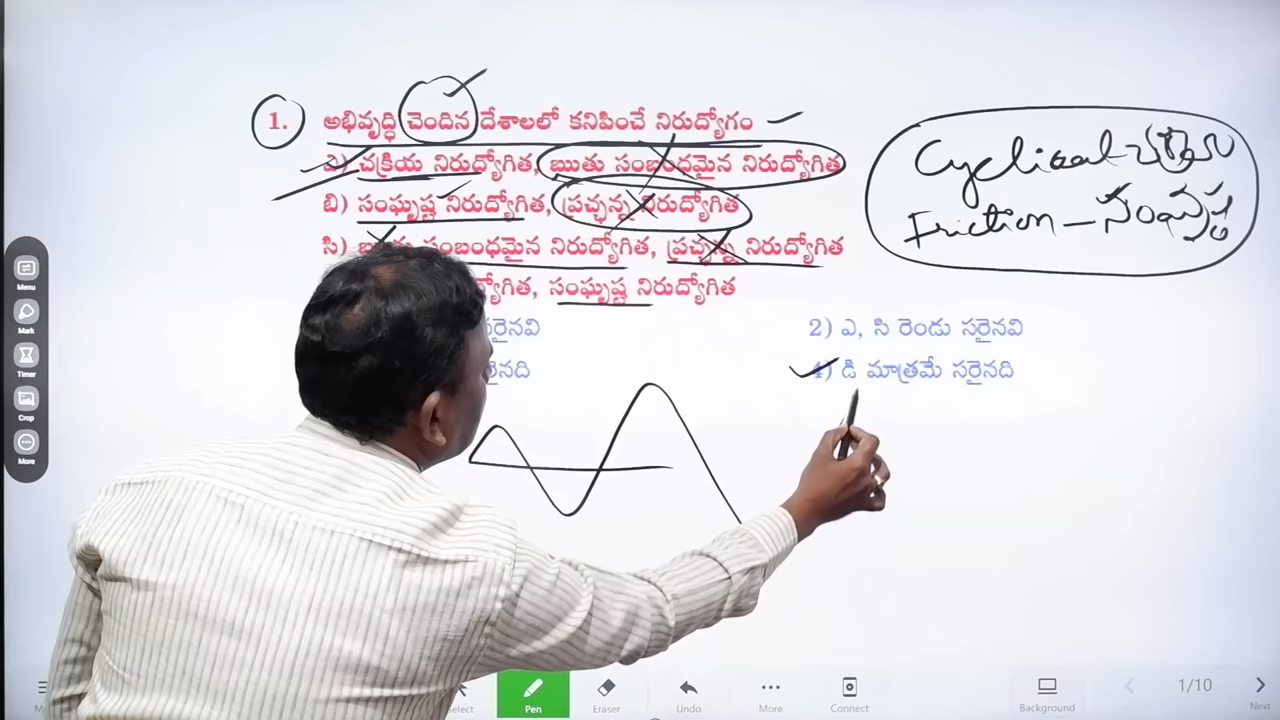 1. అభివృద్ధి చెందిన దేశాలలో కనిపించే నిరుద్యోగం
ఎ) చక్రియ నిరుద్యోగిత, ఋతు సంబంధమైన నిరుద్యోగిత
బి) సంఘృష్ట నిరుద్యోగిత, ప్రచ్ఛన్న నిరుద్యోగిత
సి) ఋతు సంబంధమైన నిరుద్యోగిత, ప్రచ్ఛన్న నిరుద్యోగిత
సంఘృష్ట నిరుద్యోగిత
2) ఎ, సి రెండు సరైనవి
4) డి మాత్రమే సరైనది
Cyclical-
Friction-సంఘృష్ట
Menu
Mark
Timer
Crop
More
Select
Pen
Eraser
Undo
More
Connect
Background
1/10
Next